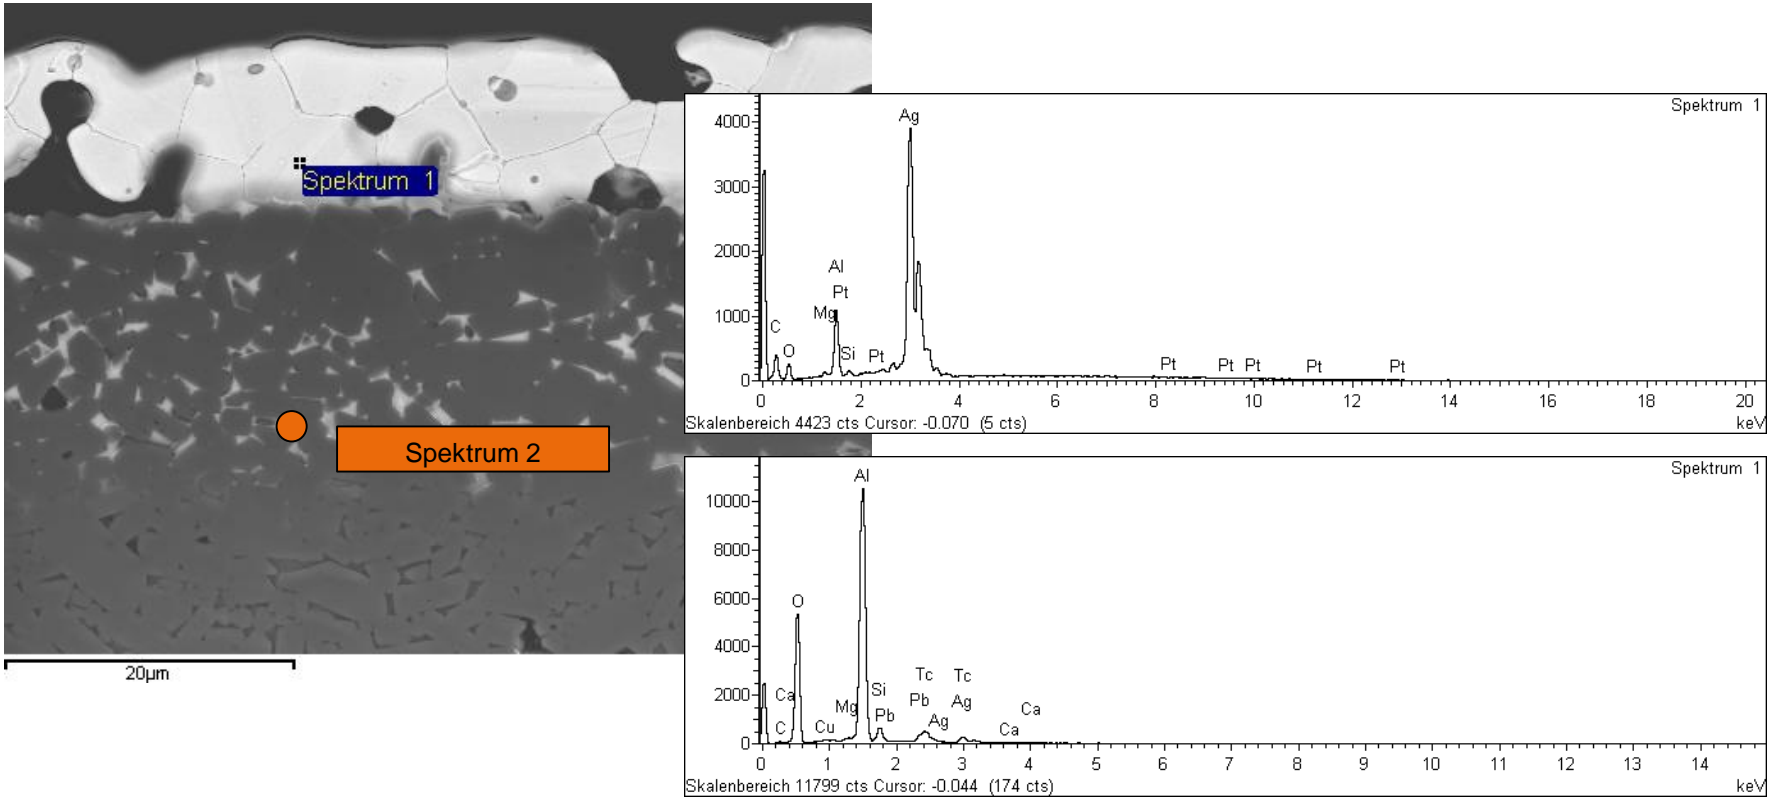 Spektrum 1
Spektrum 2
20µm
Spektrum 1
4000
3000
2000
1000
0
Ag
Al
Pt
Mg
C
O
Si
Pt
Pt
Pt
Pt
Pt
Pt
0 2 4 6 8 10 12 14 16 18 20
Skalenbereich 4423 cts Cursor: -0.070 (5 cts)
keV
Spektrum 1
10000
8000
6000
4000
2000
0
Al
O
Ca
C
Cu
Mg
Si
Pb
Tc
Pb
Ag
Tc
Ag
Ca
Ca
0 1 2 3 4 5 6 7 8 9 10 11 12 13 14
Skalenbereich 11799 cts Cursor: -0.044 (174 cts)
keV